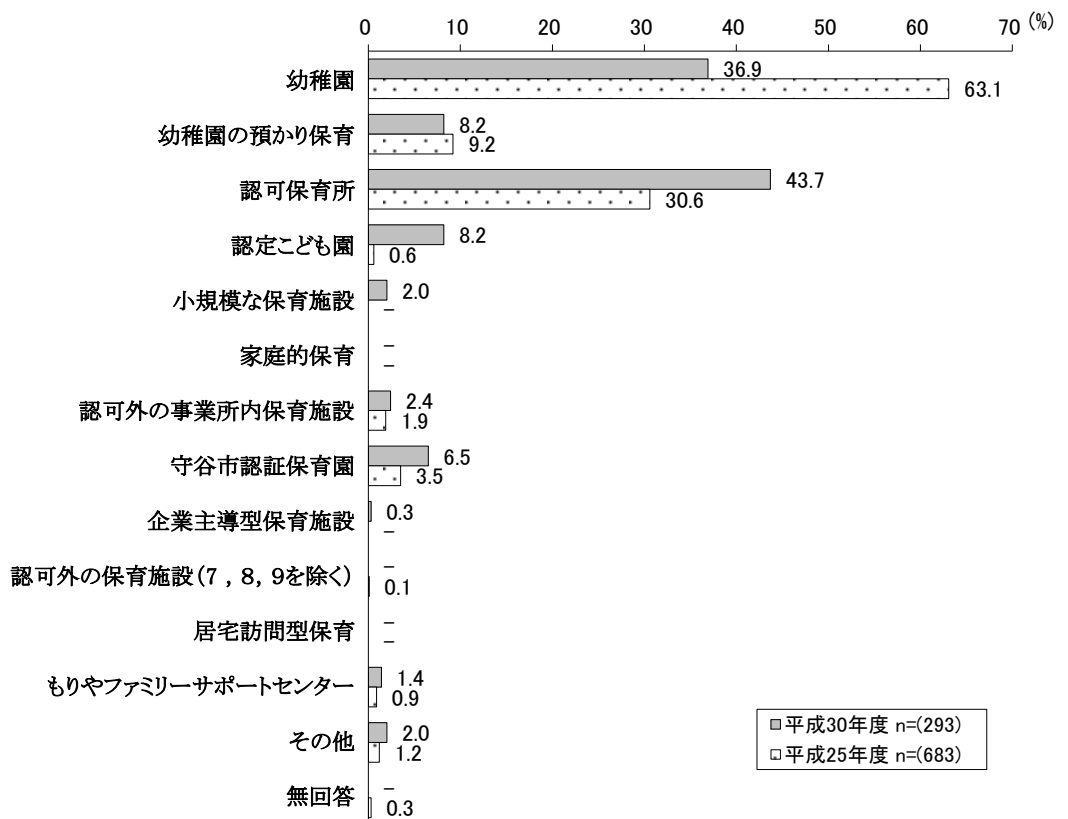 0 10 20 30 40 50 60 70 (%)
幼稚園 36.9
63.1
幼稚園の預かり保育 8.2
9.2
認可保育所 43.7
30.6
認定こども園 8.2
0.6
小規模な保育施設 2.0
–
家庭的保育 –
–
認可外の事業所内保育施設 2.4
1.9
守谷市認証保育園 6.5
3.5
企業主導型保育施設 0.3
–
認可外の保育施設(7,8,9を除く) –
0.1
居宅訪問型保育 –
–
もりやファミリーサポートセンター 1.4
0.9
その他 2.0
1.2
無回答 –
0.3
平成30年度 n=(293)
平成25年度 n=(683)